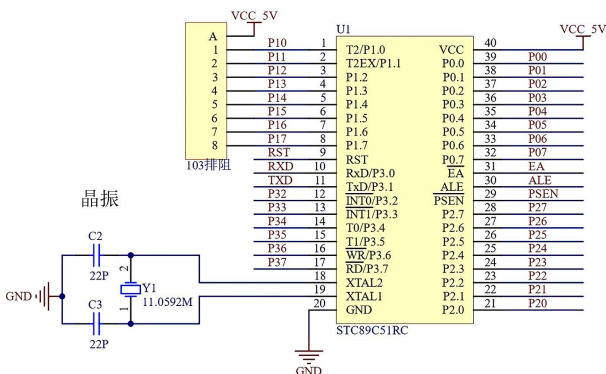 VCC_5V
VCC_5V
U1
A
1 P10 1 T2/P1.0 VCC 40
2 P11 2 T2EX/P1.1 P0.0 39 P00
3 P12 3 P1.2 P0.1 38 P01
4 P13 4 P1.3 P0.2 37 P02
5 P14 5 P1.4 P0.3 36 P03
6 P15 6 P1.5 P0.4 35 P04
7 P16 7 P1.6 P0.5 34 P05
8 P17 8 P1.7 P0.6 33 P06
RST 9 RST P0.7 32 P07
103排阻
RXD 10 RxD/P3.0 EA 31 EA
TXD 11 TxD/P3.1 ALE 30 ALE
P32 12 INT0/P3.2 PSEN 29 PSEN
P33 13 INT1/P3.3 P2.7 28 P27
P34 14 T0/P3.4 P2.6 27 P26
P35 15 T1/P3.5 P2.5 26 P25
P36 16 WR/P3.6 P2.4 25 P24
P37 17 RD/P3.7 P2.3 24 P23
18 XTAL2 P2.2 23 P22
19 XTAL1 P2.1 22 P21
20 GND P2.0 21 P20
STC89C51RC
晶振
C2
22P
2
Y1
11.0592M
1
GND
C3
22P
GND